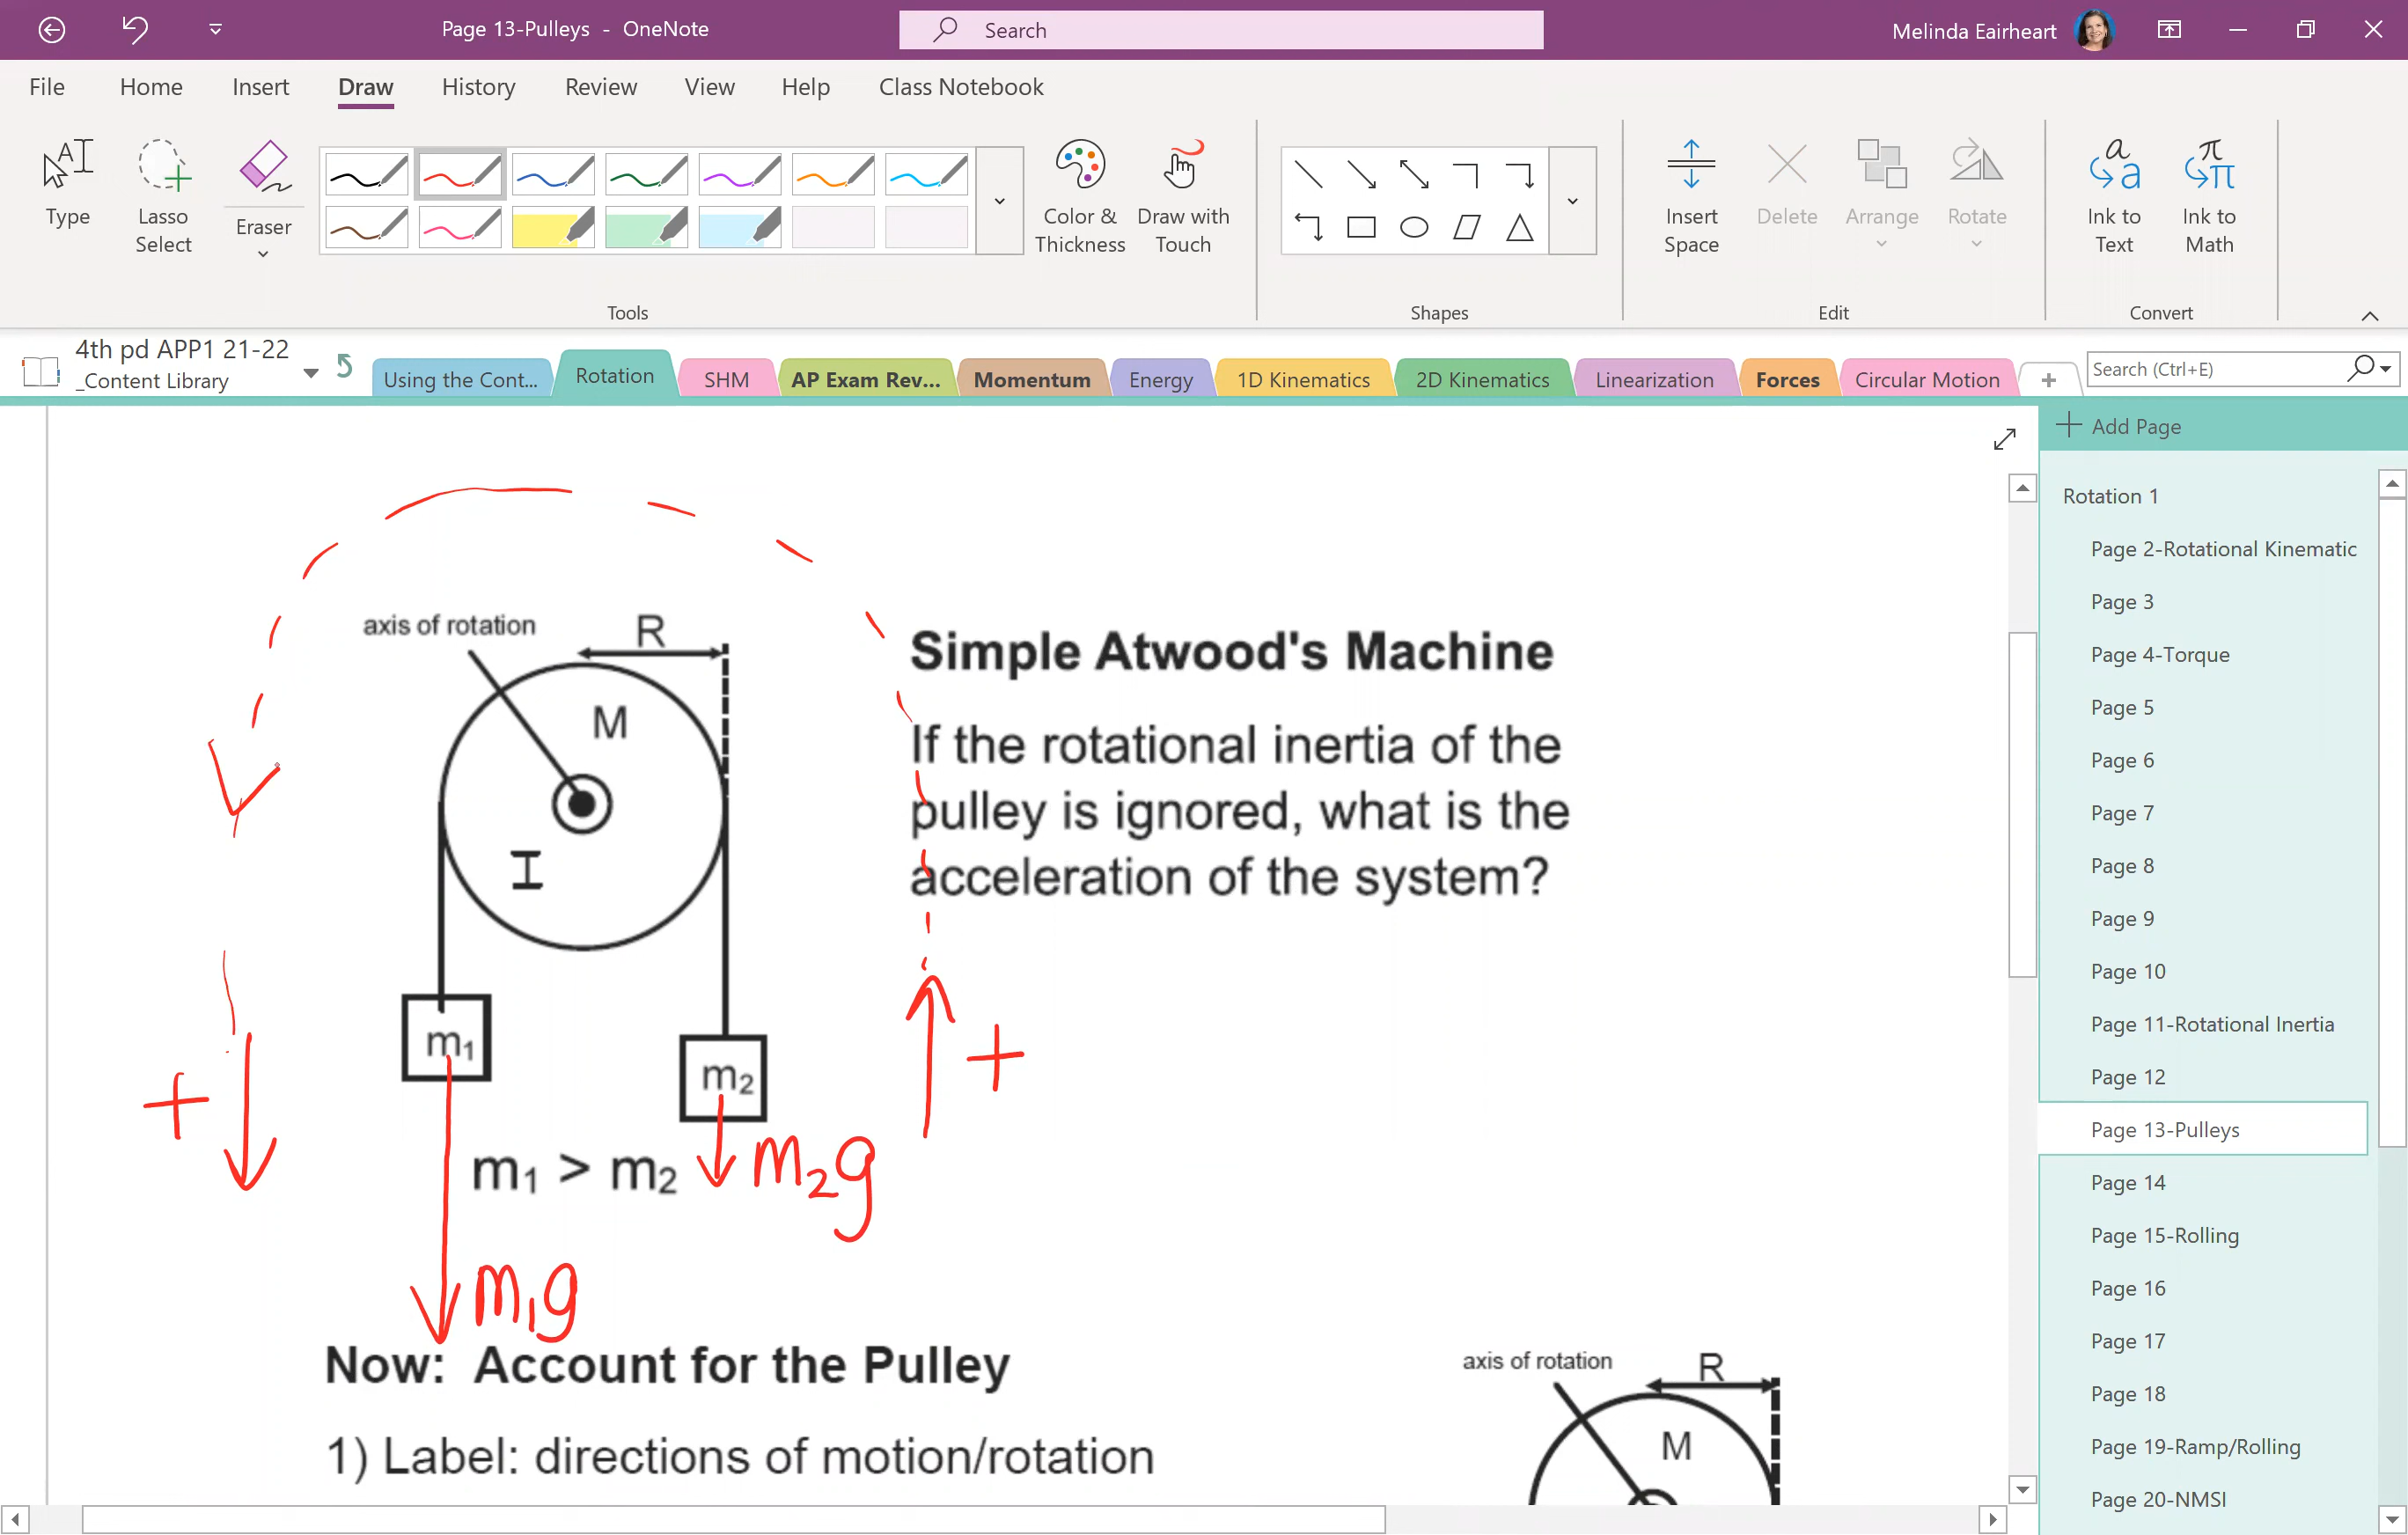 Page 13-Pulleys - OneNote
Search
Melinda Eairheart
File Home Insert Draw History Review View Help Class Notebook
Type
Lasso Select
Eraser
Color & Thickness
Draw with Touch
Insert Space
Delete
Arrange
Rotate
Ink to Text
Ink to Math
Tools
Shapes
Edit
Convert
4th pd APP1 21-22
_Content Library
Using the Cont... Rotation SHM AP Exam Rev... Momentum Energy 1D Kinematics 2D Kinematics Linearization Forces Circular Motion +
Search (Ctrl+E)
Add Page
Rotation 1
Page 2-Rotational Kinematic
Page 3
Page 4-Torque
Page 5
Page 6
Page 7
Page 8
Page 9
Page 10
Page 11-Rotational Inertia
Page 12
Page 13-Pulleys
Page 14
Page 15-Rolling
Page 16
Page 17
Page 18
Page 19-Ramp/Rolling
Page 20-NMSI
axis of rotation
R
M
I
Simple Atwood's Machine
If the rotational inertia of the
pulley is ignored, what is the
acceleration of the system?
m₁
m₂
+
+
m₁ > m₂
m₂g
m₁g
Now: Account for the Pulley
1) Label: directions of motion/rotation
axis of rotation
R
M